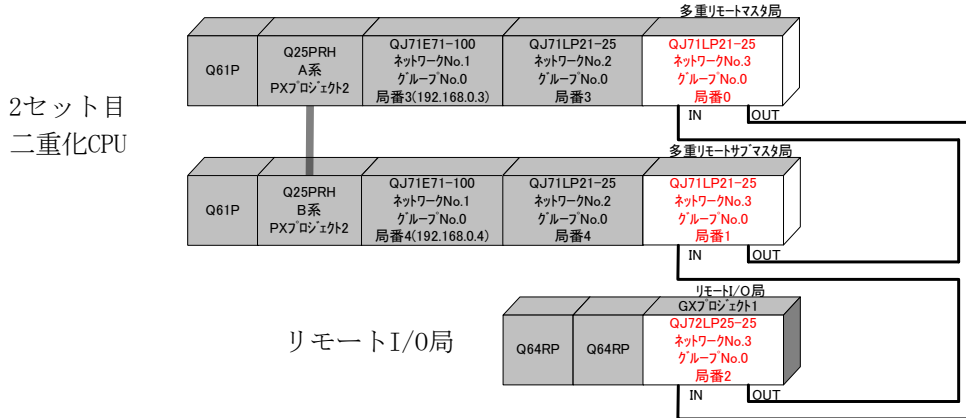 多重リモートマスタ局
Q61P
Q25PRH
A系
PXプロジェクト2
QJ71E71-100
ネットワークNo.1
グループNo.0
局番3(192.168.0.3)
QJ71LP21-25
ネットワークNo.2
グループNo.0
局番3
QJ71LP21-25
ネットワークNo.3
グループNo.0
局番0
IN
OUT
2セット目
二重化CPU
多重リモートサブマスタ局
Q61P
Q25PRH
B系
PXプロジェクト2
QJ71E71-100
ネットワークNo.1
グループNo.0
局番4(192.168.0.4)
QJ71LP21-25
ネットワークNo.2
グループNo.0
局番4
QJ71LP21-25
ネットワークNo.3
グループNo.0
局番1
IN
OUT
リモートI/O局
リモートI/O局
GXプロジェクト1
Q64RP
Q64RP
QJ72LP25-25
ネットワークNo.3
グループNo.0
局番2
IN
OUT